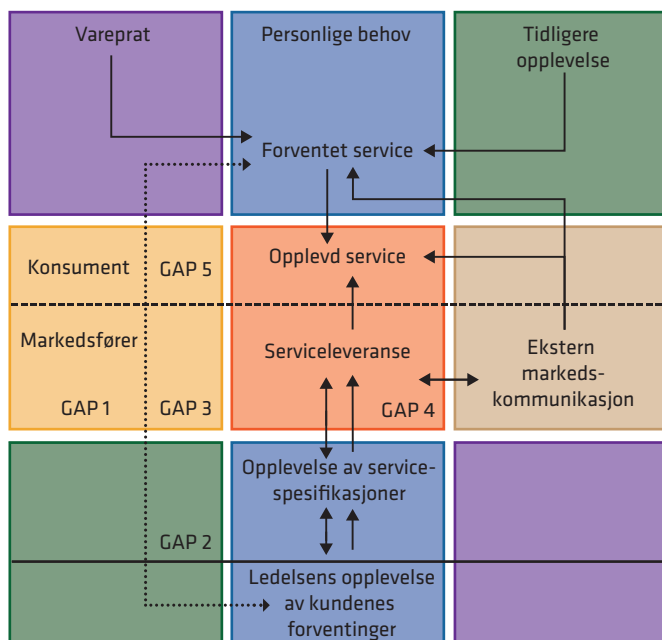 Vareprat
Personlige behov
Tidligere
opplevelse
Forventet service
Konsument
GAP 5
Opplevd service
Markedsfører
Serviceleveranse
Ekstern
markeds-
kommunikasjon
GAP 1
GAP 3
GAP 4
Opplevelse av service-
spesifikasjoner
GAP 2
Ledelsens opplevelse
av kundenes
forventinger